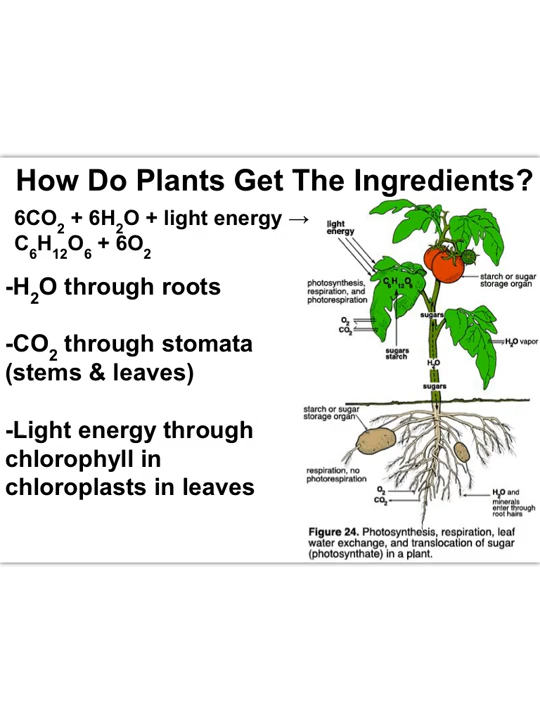 How Do Plants Get The Ingredients?
6CO₂ + 6H₂O + light energy →
C₆H₁₂O₆ + 6O₂
-H₂O through roots
-CO₂ through stomata
(stems & leaves)
-Light energy through
chlorophyll in
chloroplasts in leaves
light
energy
photosynthesis,
respiration, and
photorespiration
C₆H₁₂O₆
O₂
CO₂
sugars
starch
sugars
H₂O
sugars
starch or sugar
storage organ
H₂O vapor
starch or sugar
storage organ
respiration, no
photorespiration
O₂
CO₂
H₂O and
minerals
enter through
root hairs
Figure 24. Photosynthesis, respiration, leaf
water exchange, and translocation of sugar
(photosynthate) in a plant.